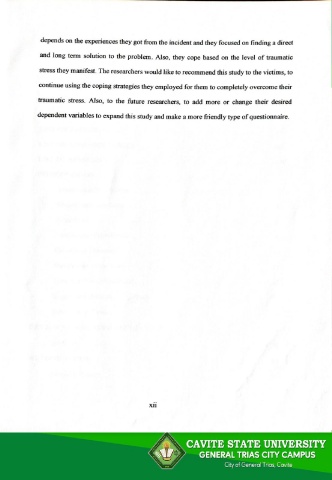 depends on the experiences they got from the incident and they focused on finding a direct
and long term solution to the problem. Also, they cope based on the level of traumatic
stress they manifest. The researchers would like to recommend this study to the victims, to
continue using the coping strategies they employed for them to completely overcome their
traumatic stress. Also, to the future researchers, to add more or change their desired
dependent variables to expand this study and make a more friendly type of questionnaire.
xii
CAVITE STATE UNIVERSITY
GENERAL TRIAS CITY CAMPUS
City of General Trias, Cavite